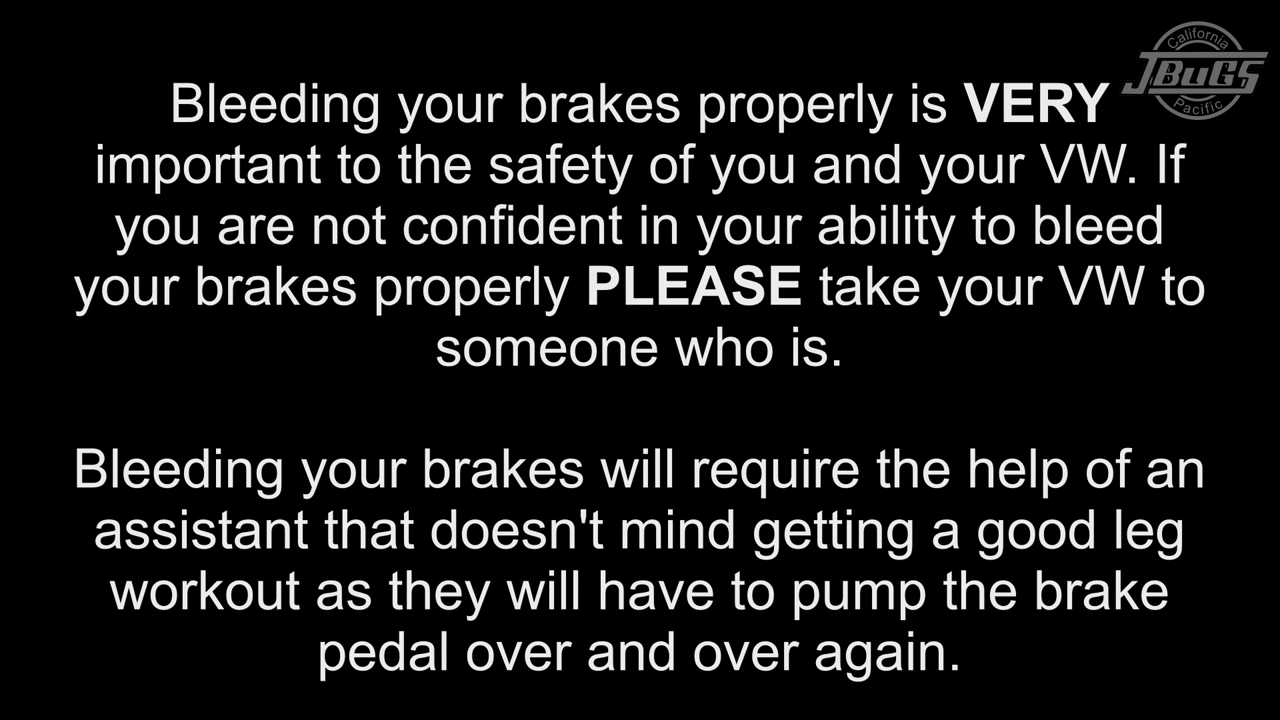 California
JBUGS
Pacific
Bleeding your brakes properly is VERY
important to the safety of you and your VW. If
you are not confident in your ability to bleed
your brakes properly PLEASE take your VW to
someone who is.
Bleeding your brakes will require the help of an
assistant that doesn't mind getting a good leg
workout as they will have to pump the brake
pedal over and over again.